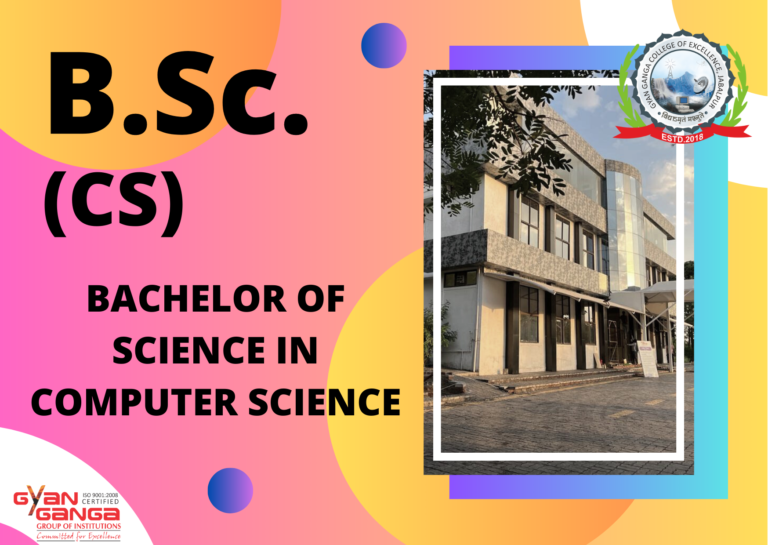 B.Sc.
(CS)
BACHELOR OF
SCIENCE IN
COMPUTER SCIENCE
GYAN GANGA COLLEGE OF EXCELLENCE, JABALPUR
ESTD.2018
GYAN
GANGA
ISO 9001:2008
CERTIFIED
GROUP OF INSTITUTIONS
Committed for Excellence